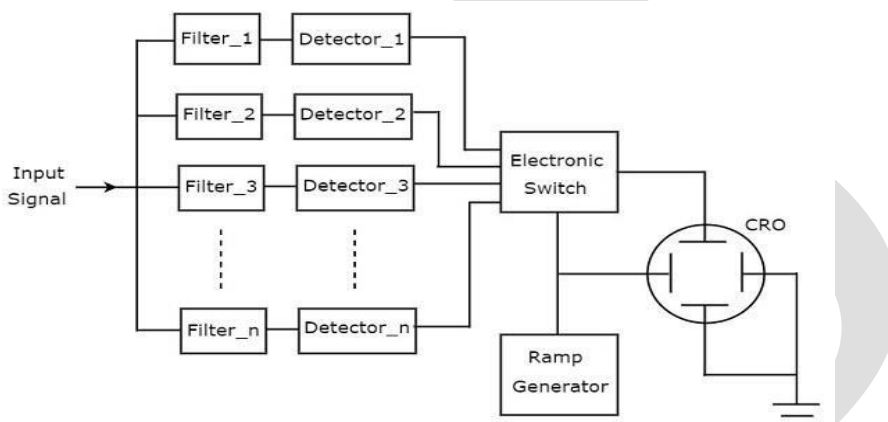 Filter_1
Detector_1
Filter_2
Detector_2
Electronic
Switch
Input
Signal
Filter_3
Detector_3
CRO
Filter_n
Detector_n
Ramp
Generator